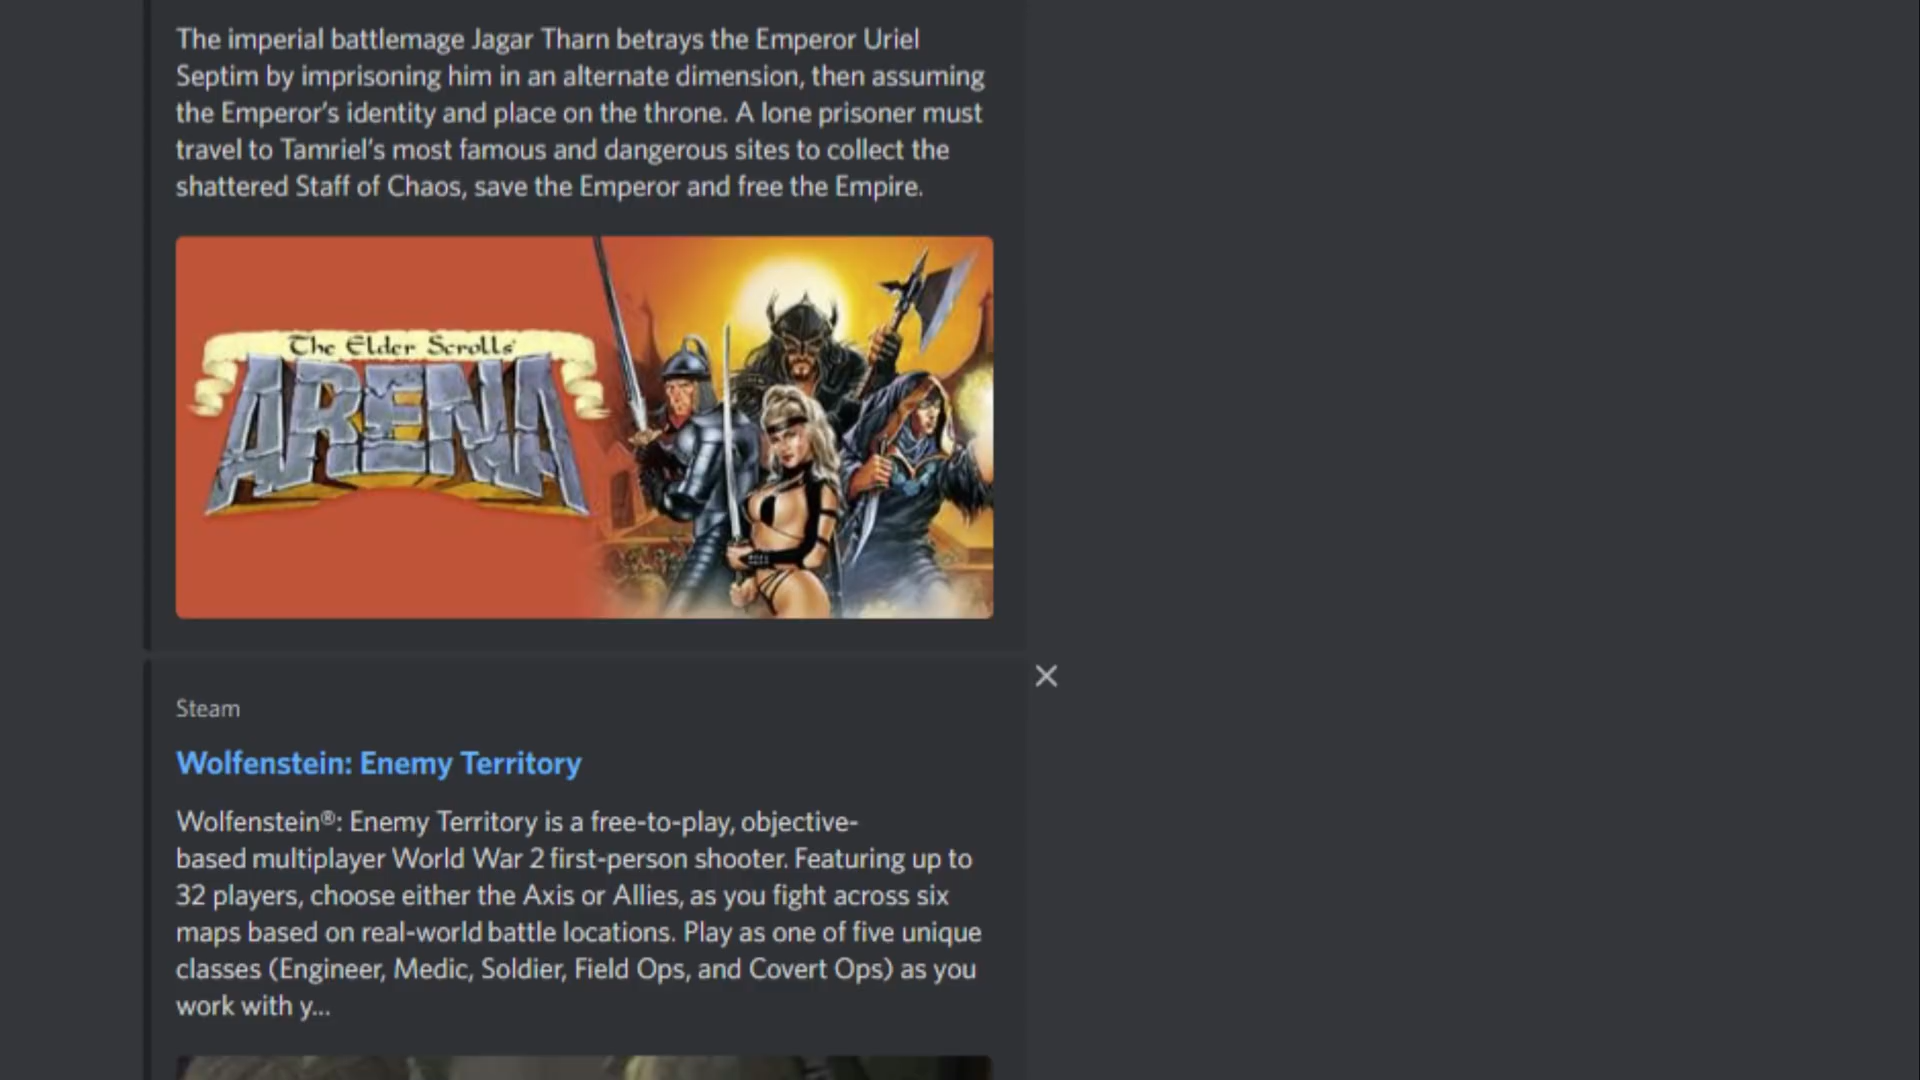 The imperial battlemage Jagar Tharn betrays the Emperor Uriel
Septim by imprisoning him in an alternate dimension, then assuming
the Emperor’s identity and place on the throne. A lone prisoner must
travel to Tamriel’s most famous and dangerous sites to collect the
shattered Staff of Chaos, save the Emperor and free the Empire.
The Elder Scrolls
ARENA
Steam
Wolfenstein: Enemy Territory
Wolfenstein®: Enemy Territory is a free-to-play, objective-
based multiplayer World War 2 first-person shooter. Featuring up to
32 players, choose either the Axis or Allies, as you fight across six
maps based on real-world battle locations. Play as one of five unique
classes (Engineer, Medic, Soldier, Field Ops, and Covert Ops) as you
work with y...